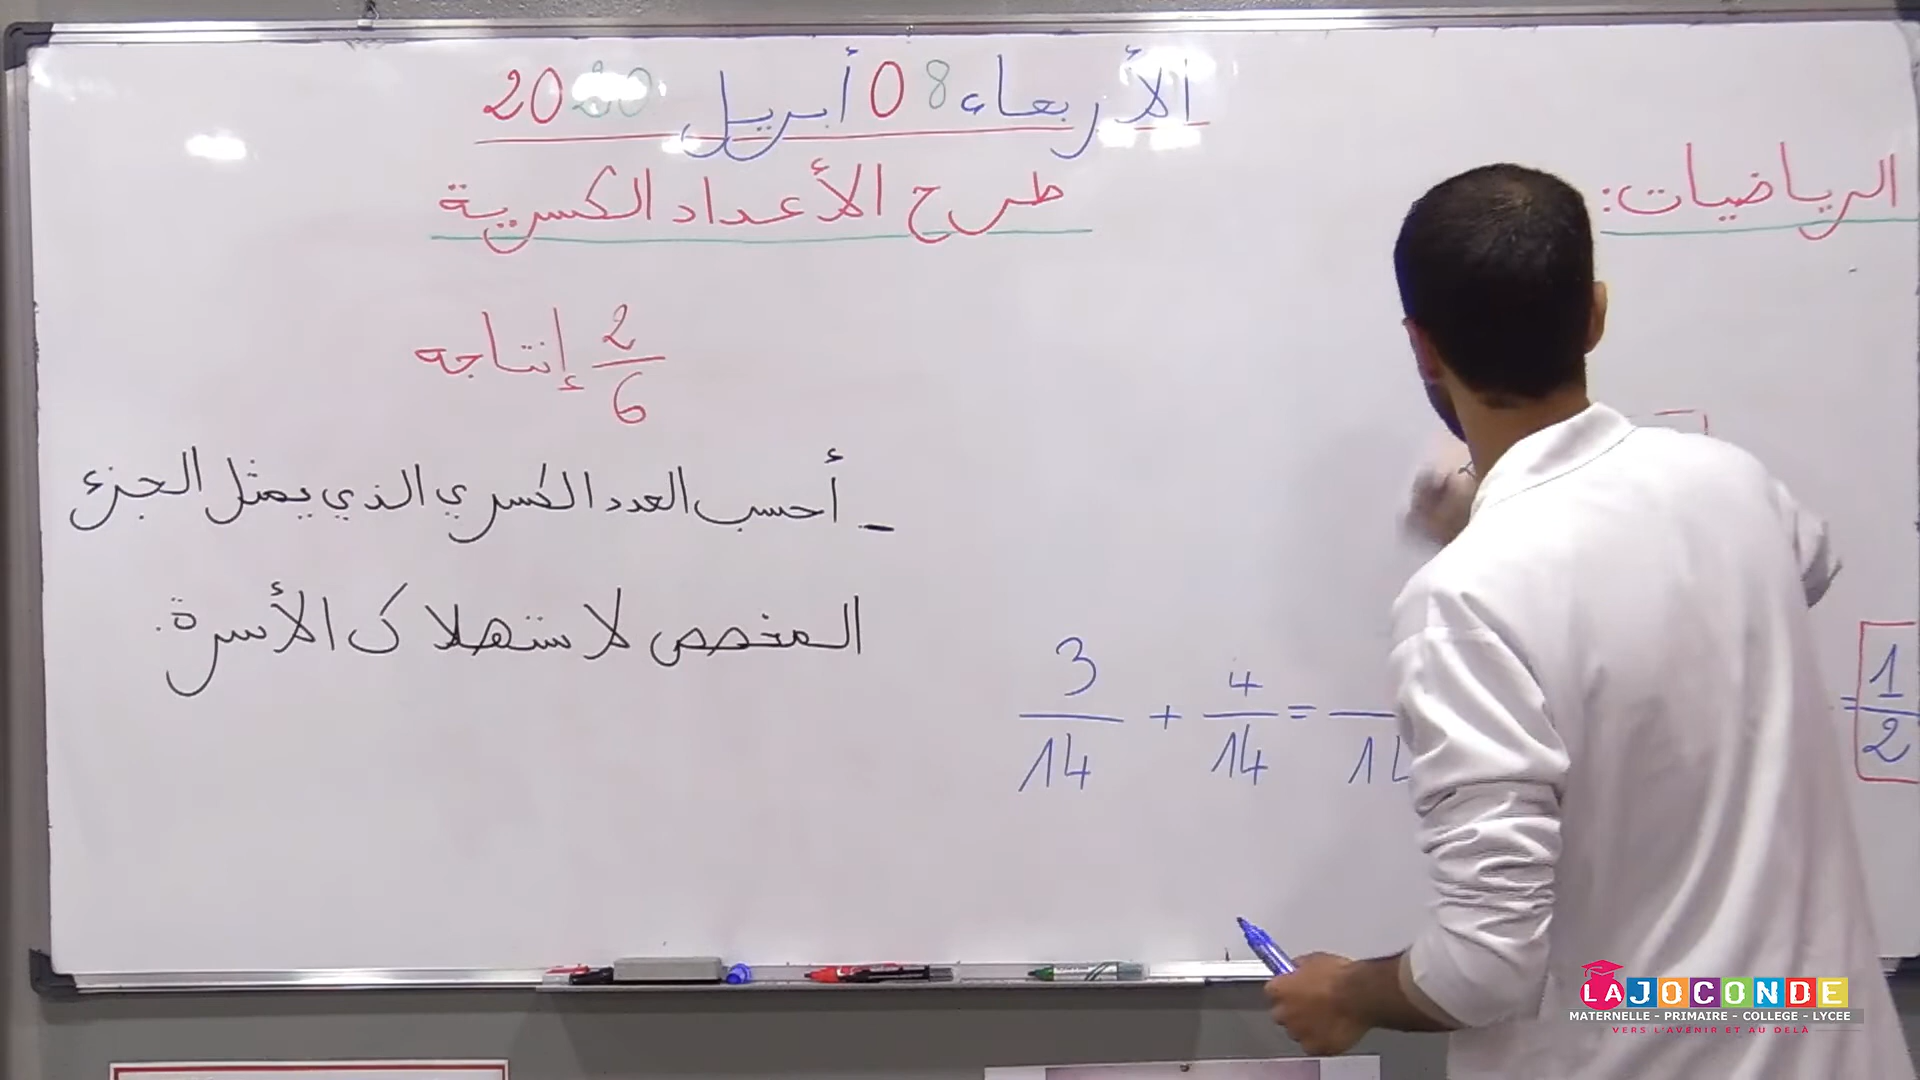 الأربعاء 08 أبريل 2020
الرياضيات:
طرح الأعداد الكسرية
2/6 إنتاجه
- أحسب العدد الكسري الذي يمثل الجزء
المخصص لاستهلاك الأسرة.
3/14 + 4/14 = /14
= 1/2
LAJOCONDE
MATERNELLE - PRIMAIRE - COLLEGE - LYCEE
VERS L'AVENIR ET AU DELÀ